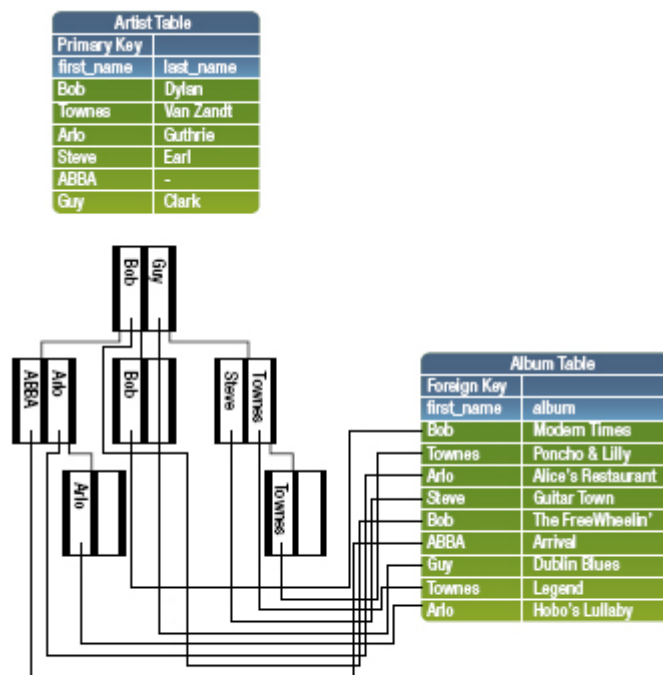 Artist Table
Primary Key
first_name last_name
Bob Dylan
Townes Van Zandt
Arlo Guthrie
Steve Earl
ABBA -
Guy Clark
Bob Guy
ABBA Arlo Bob Steve Townes
Arlo Townes
Album Table
Foreign Key
first_name album
Bob Modern Times
Townes Poncho & Lilly
Arlo Alice's Restaurant
Steve Guitar Town
Bob The FreeWheelin'
ABBA Arrival
Guy Dublin Blues
Townes Legend
Arlo Hobo's Lullaby